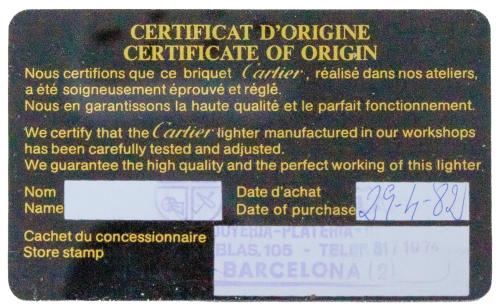 CERTIFICAT D'ORIGINE
CERTIFICATE OF ORIGIN
Nous certifions que ce briquet Cartier, réalisé dans nos ateliers,
a été soigneusement éprouvé et réglé.
Nous en garantissons la haute qualité et le parfait fonctionnement.
We certify that the Cartier lighter manufactured in our workshops
has been carefully tested and adjusted.
We guarantee the high quality and the perfect working of this lighter
Nom
Name
Date d'achat
Date of purchase
29-4-82
Cachet du concessionnaire
Store stamp
OUTERIA-PLATERIA-
BLAS, 105 - TELEF.
BARCELONA (2)